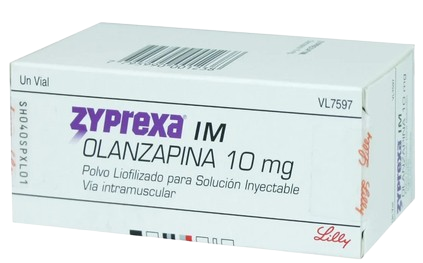 Un Vial
VL7597
SH040SPXL01
ZYPREXA® IM
OLANZAPINA 10 mg
Polvo Liofilizado para Solución Inyectable
Vía intramuscular
Lilly
Lilly